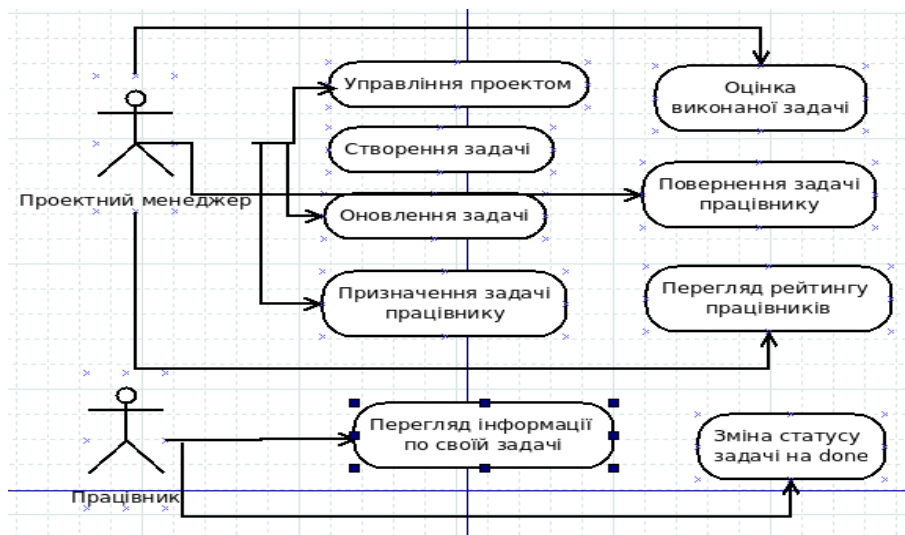 Управління проектом
Оцінка
виконаної задачі
Створення задачі
Проектний менеджер
Повернення задачі
працівнику
Оновлення задачі
Призначення задачі
працівнику
Перегляд рейтингу
працівників
Перегляд інформації
по своїй задачі
Зміна статусу
задачі на done
Працівник